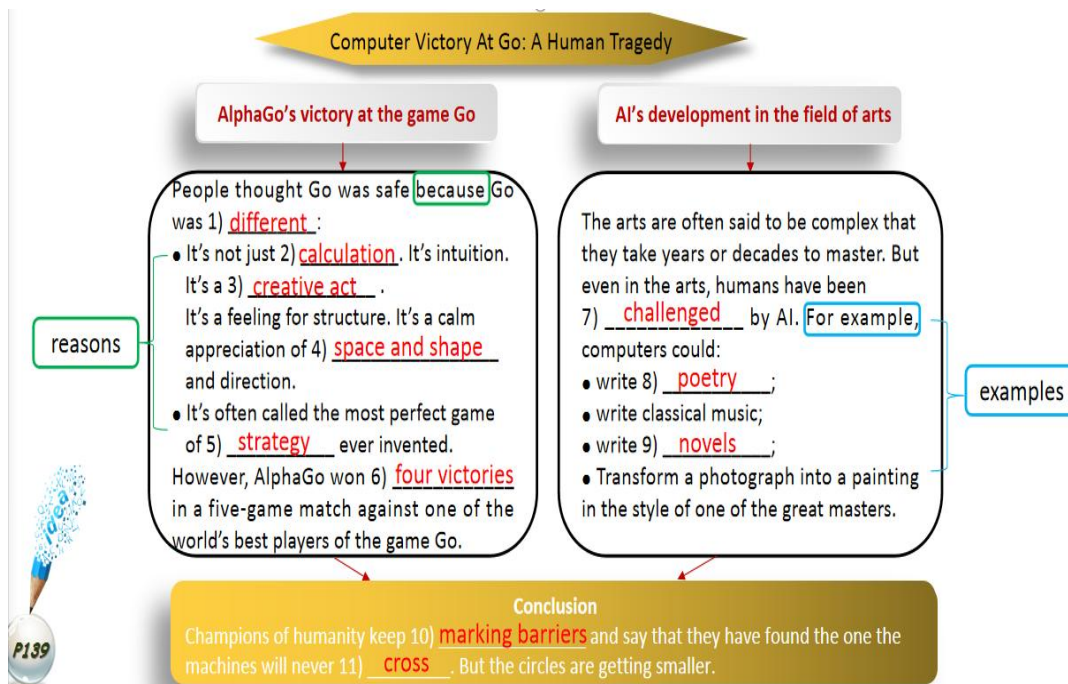 Computer Victory At Go: A Human Tragedy
AlphaGo's victory at the game Go
People thought Go was safe because Go
was 1) different:
• It's not just 2) calculation. It's intuition.
It's a 3) creative act.
It's a feeling for structure. It's a calm
appreciation of 4) space and shape
and direction.
• It's often called the most perfect game
of 5) strategy ever invented.
However, AlphaGo won 6) four victories
in a five-game match against one of the
world's best players of the game Go.
reasons
AI's development in the field of arts
The arts are often said to be complex that
they take years or decades to master. But
even in the arts, humans have been
7) challenged by AI. For example,
computers could:
• write 8) poetry;
• write classical music;
• write 9) novels;
• Transform a photograph into a painting
in the style of one of the great masters.
examples
Conclusion
Champions of humanity keep 10) marking barriers and say that they have found the one the
machines will never 11) cross. But the circles are getting smaller.
idea
P139